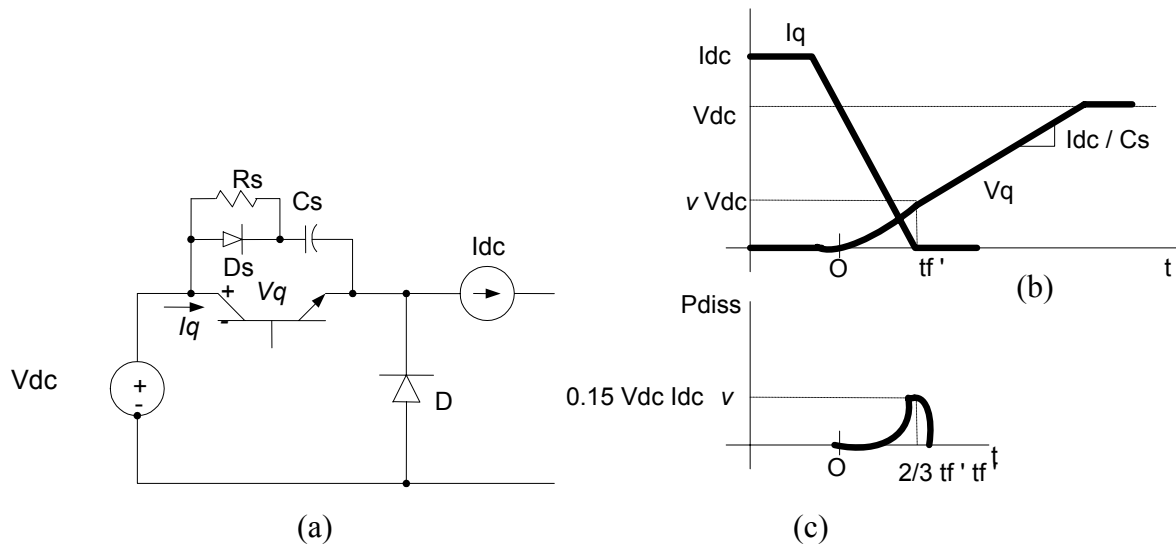 Rs
Cs
Ds
Vq
+
-
Iq
Idc
Vdc
+
-
D
(a)
Iq
Idc
Vdc
Idc / Cs
v Vdc
Vq
O
tf '
t
(b)
Pdiss
0.15 Vdc Idc v
O
t
2/3 tf ' tf '
(c)